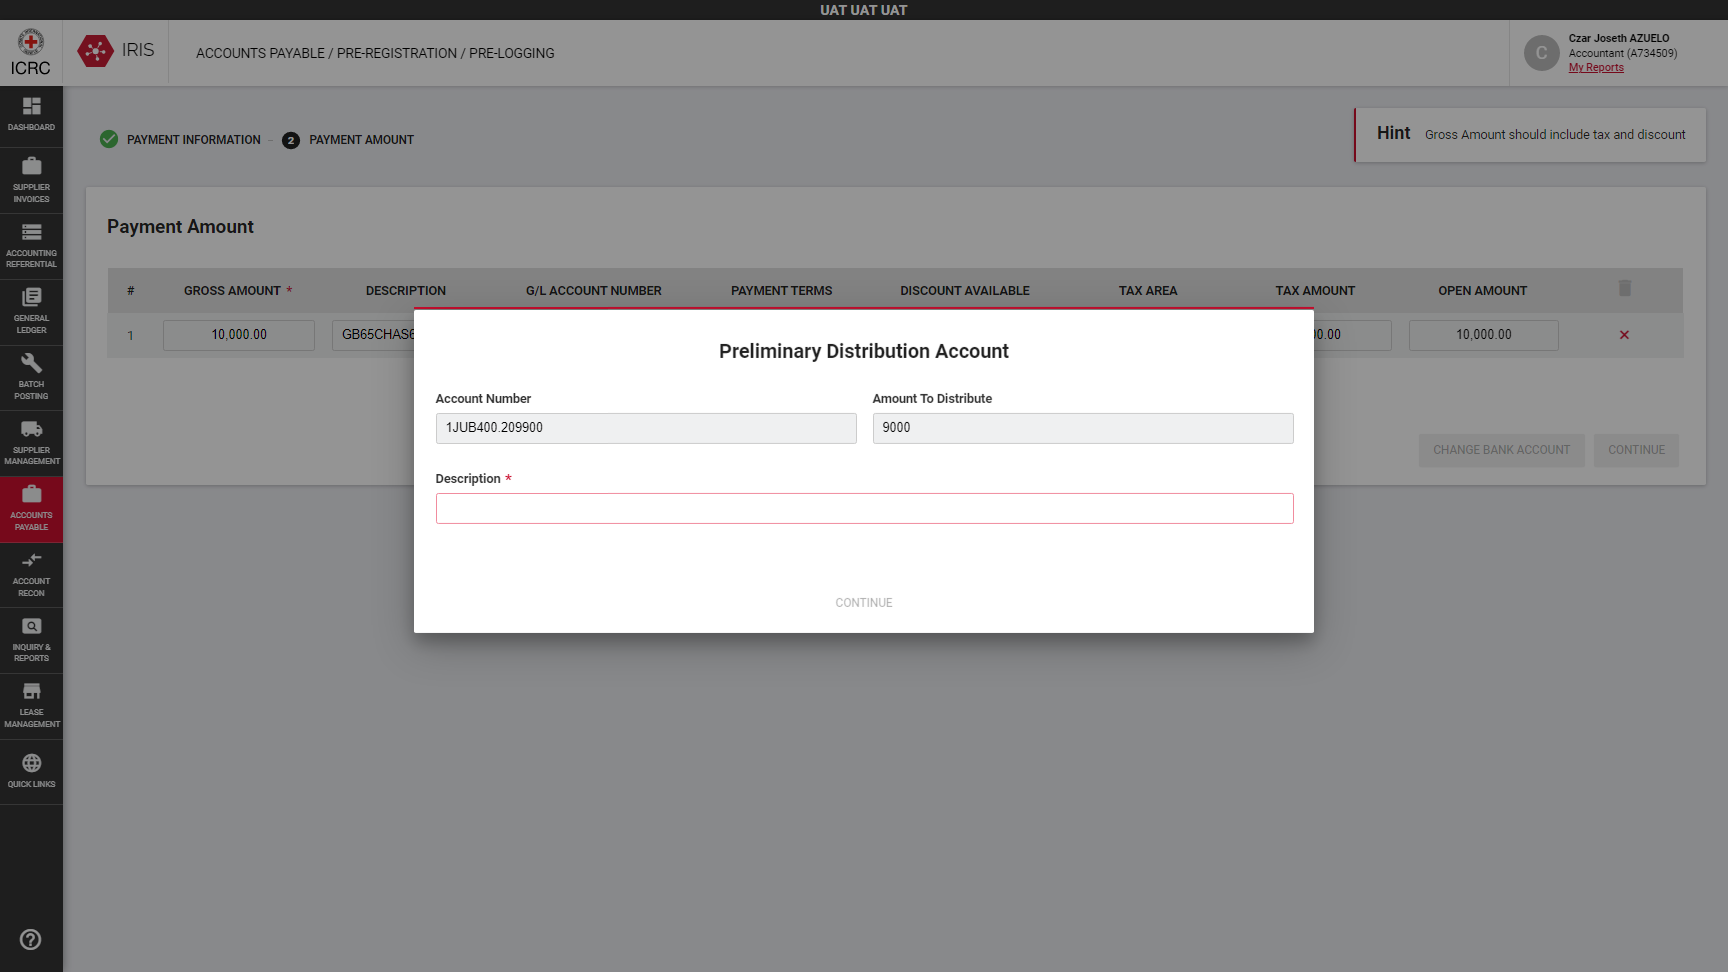 UAT UAT UAT
ICRC
IRIS
ACCOUNTS PAYABLE / PRE-REGISTRATION / PRE-LOGGING
C
Czar Joseth AZUELO
Accountant (A734509)
My Reports
DASHBOARD
SUPPLIER
INVOICES
ACCOUNTING
REFERENTIAL
GENERAL
LEDGER
BATCH
POSTING
SUPPLIER
MANAGEMENT
ACCOUNTS
PAYABLE
ACCOUNT
RECON
INQUIRY &
REPORTS
LEASE
MANAGEMENT
QUICK LINKS
PAYMENT INFORMATION – 2 PAYMENT AMOUNT
Hint Gross Amount should include tax and discount
Payment Amount
# GROSS AMOUNT * DESCRIPTION G/L ACCOUNT NUMBER PAYMENT TERMS DISCOUNT AVAILABLE TAX AREA TAX AMOUNT OPEN AMOUNT
1 10,000.00 GB65CHAS6 0.00 10,000.00
CHANGE BANK ACCOUNT CONTINUE
Preliminary Distribution Account
Account Number Amount To Distribute
1JUB400.209900 9000
Description *
CONTINUE